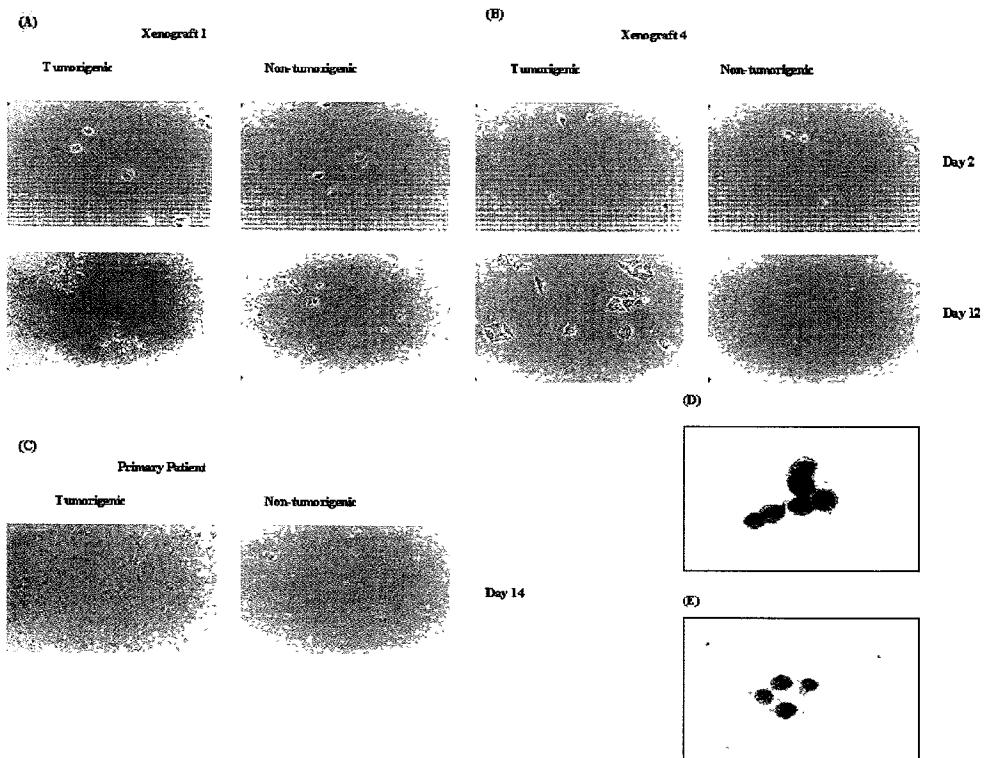 (A)
Xenograft 1
Tumorigenic
Non-tumorigenic
(B)
Xenograft 4
Tumorigenic
Non-tumorigenic
Day 2
Day 12
(C)
Primary Patient
Tumorigenic
Non-tumorigenic
Day 14
(D)
(E)